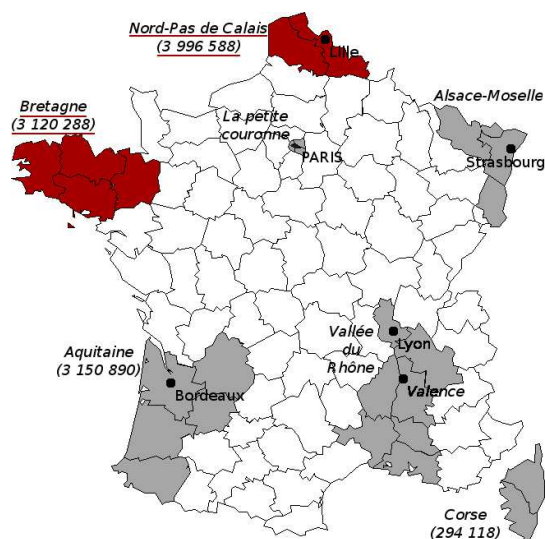 Nord-Pas de Calais
(3 996 588)
Lille
Bretagne
(3 120 288)
La petite
couronne
PARIS
Alsace-Moselle
Strasbourg
Vallée
du
Rhône
Lyon
Valence
Aquitaine
(3 150 890)
Bordeaux
Corse
(294 118)